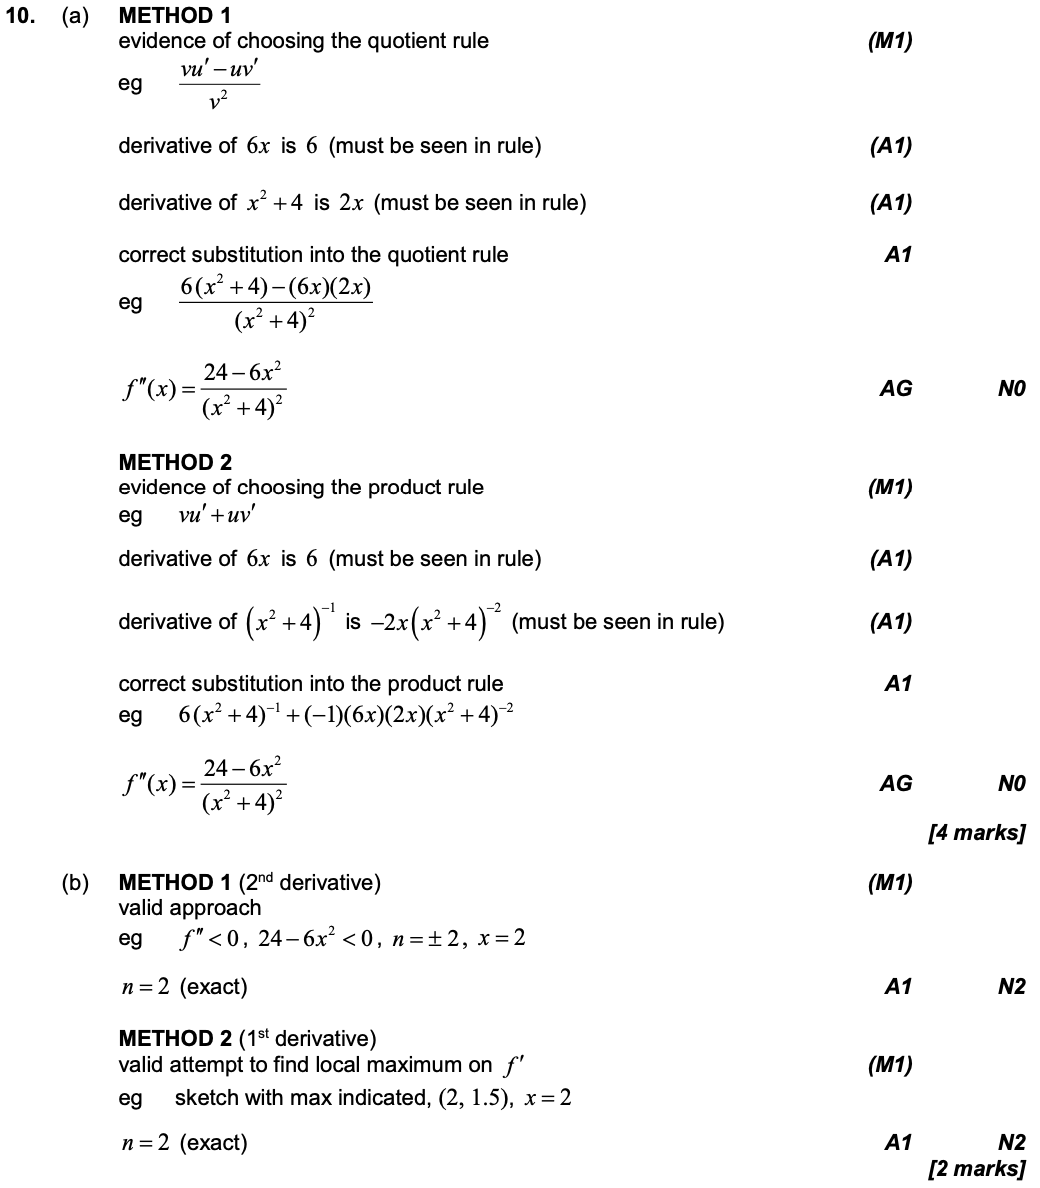 10. (a) METHOD 1
evidence of choosing the quotient rule (M1)
eg $\frac{vu' - uv'}{v^2}$
derivative of $6x$ is $6$ (must be seen in rule) (A1)
derivative of $x^2 + 4$ is $2x$ (must be seen in rule) (A1)
correct substitution into the quotient rule A1
eg $\frac{6(x^2 + 4) - (6x)(2x)}{(x^2 + 4)^2}$
$f''(x) = \frac{24 - 6x^2}{(x^2 + 4)^2}$ AG N0
METHOD 2
evidence of choosing the product rule (M1)
eg $vu' + uv'$
derivative of $6x$ is $6$ (must be seen in rule) (A1)
derivative of $(x^2 + 4)^{-1}$ is $-2x(x^2 + 4)^{-2}$ (must be seen in rule) (A1)
correct substitution into the product rule A1
eg $6(x^2 + 4)^{-1} + (-1)(6x)(2x)(x^2 + 4)^{-2}$
$f''(x) = \frac{24 - 6x^2}{(x^2 + 4)^2}$ AG N0
[4 marks]
(b) METHOD 1 (2nd derivative) (M1)
valid approach
eg $f'' < 0, 24 - 6x^2 < 0, n = \pm 2, x = 2$
$n = 2$ (exact) A1 N2
METHOD 2 (1st derivative)
valid attempt to find local maximum on $f'$ (M1)
eg sketch with max indicated, $(2, 1.5)$, $x = 2$
$n = 2$ (exact) A1 N2
[2 marks]